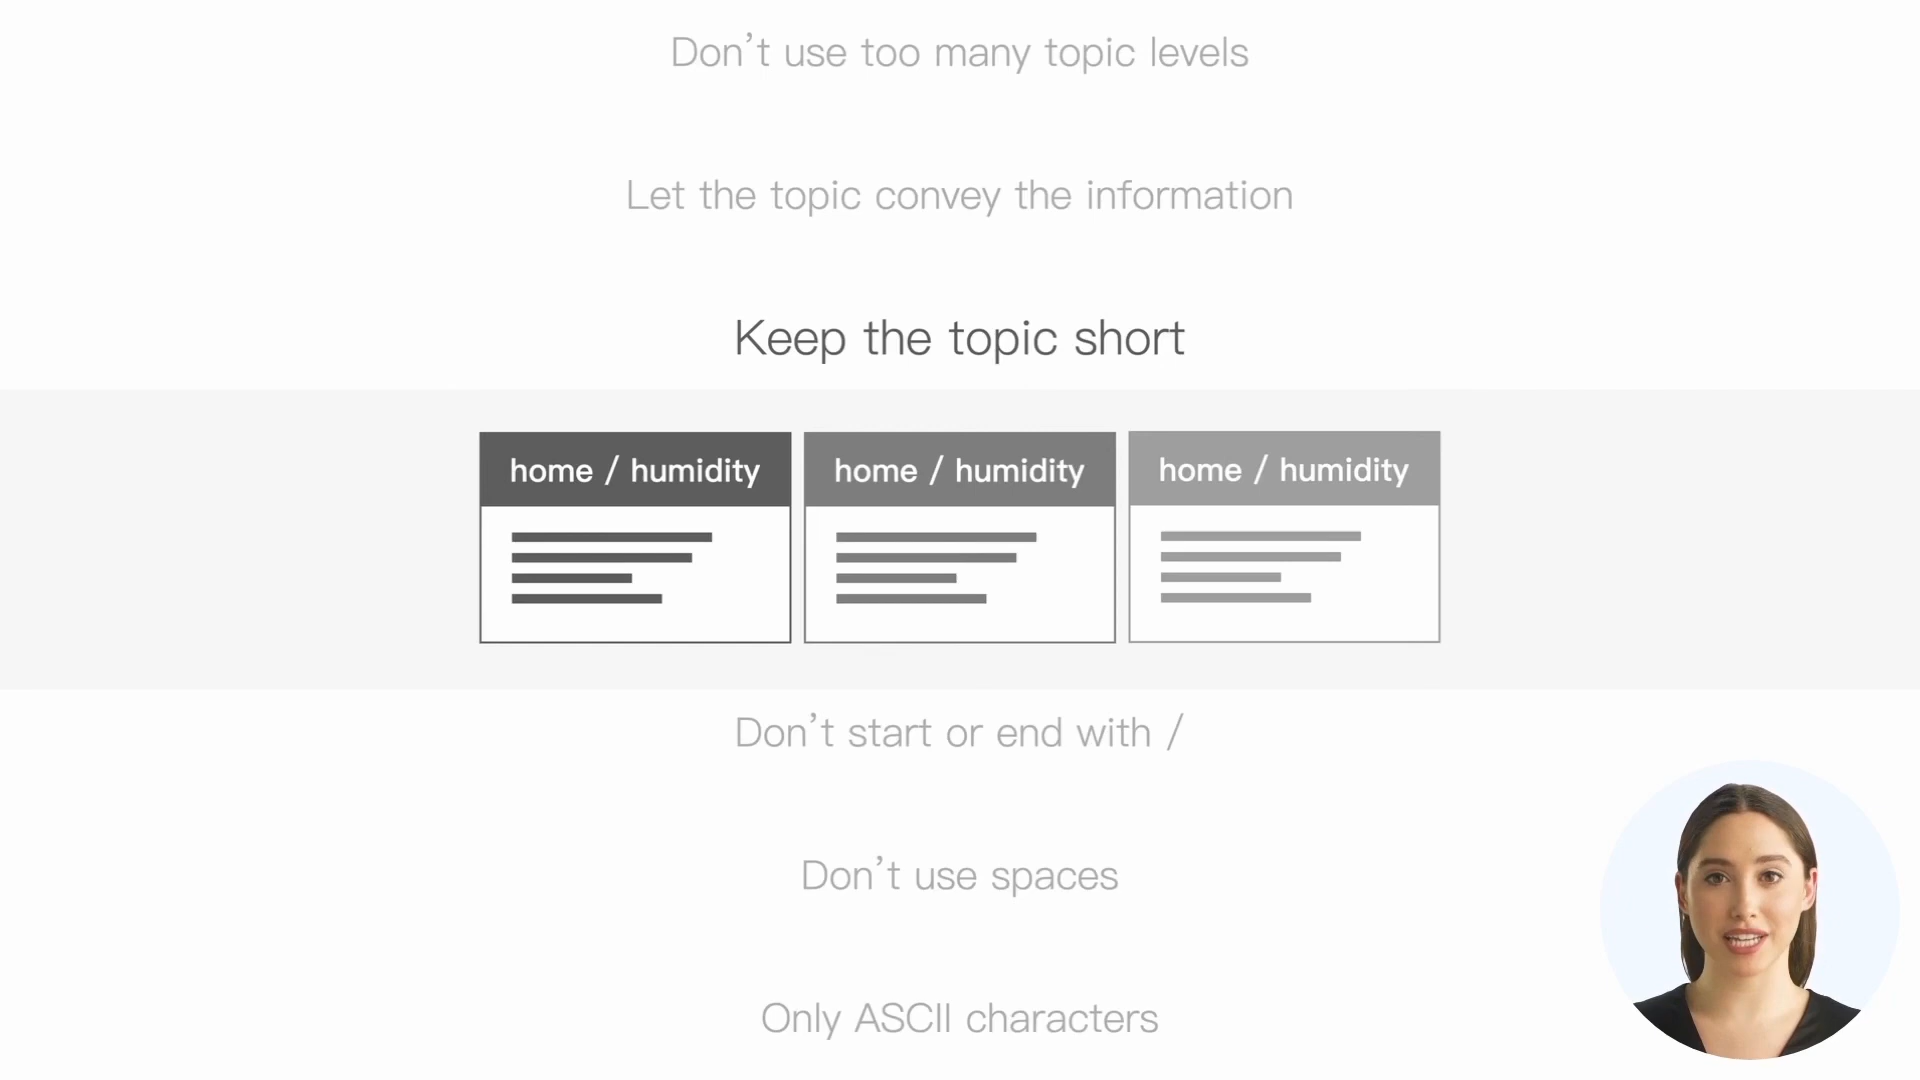 Don’t use too many topic levels
Let the topic convey the information
Keep the topic short
home / humidity
home / humidity
home / humidity
Don’t start or end with /
Don’t use spaces
Only ASCII characters